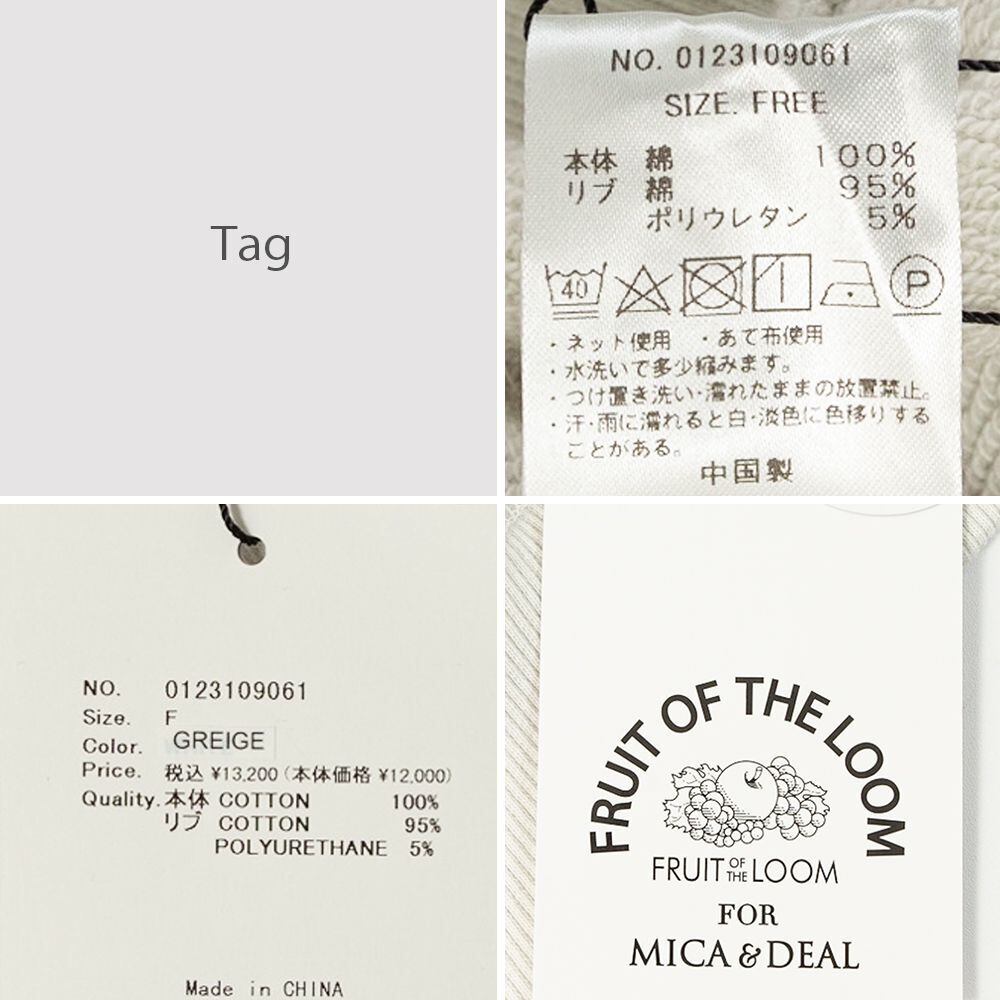 Tag
NO. 0123109061
SIZE. FREE
本体 綿 100%
リブ 綿 95%
ポリウレタン 5%
40 P
・ネット使用 ・あて布使用
・水洗いで多少縮みます。
・つけ置き洗い・濡れたままの放置禁止。
・汗・雨に濡れると白・淡色に色移りする
ことがある。
中国製
NO. 0123109061
Size. F
Color. GREIGE
Price. 税込 ¥13,200 (本体価格 ¥12,000)
Quality. 本体 COTTON 100%
リブ COTTON 95%
POLYURETHANE 5%
Made in CHINA
FRUIT OF THE LOOM
FRUIT OF THE LOOM
FOR
MICA & DEAL